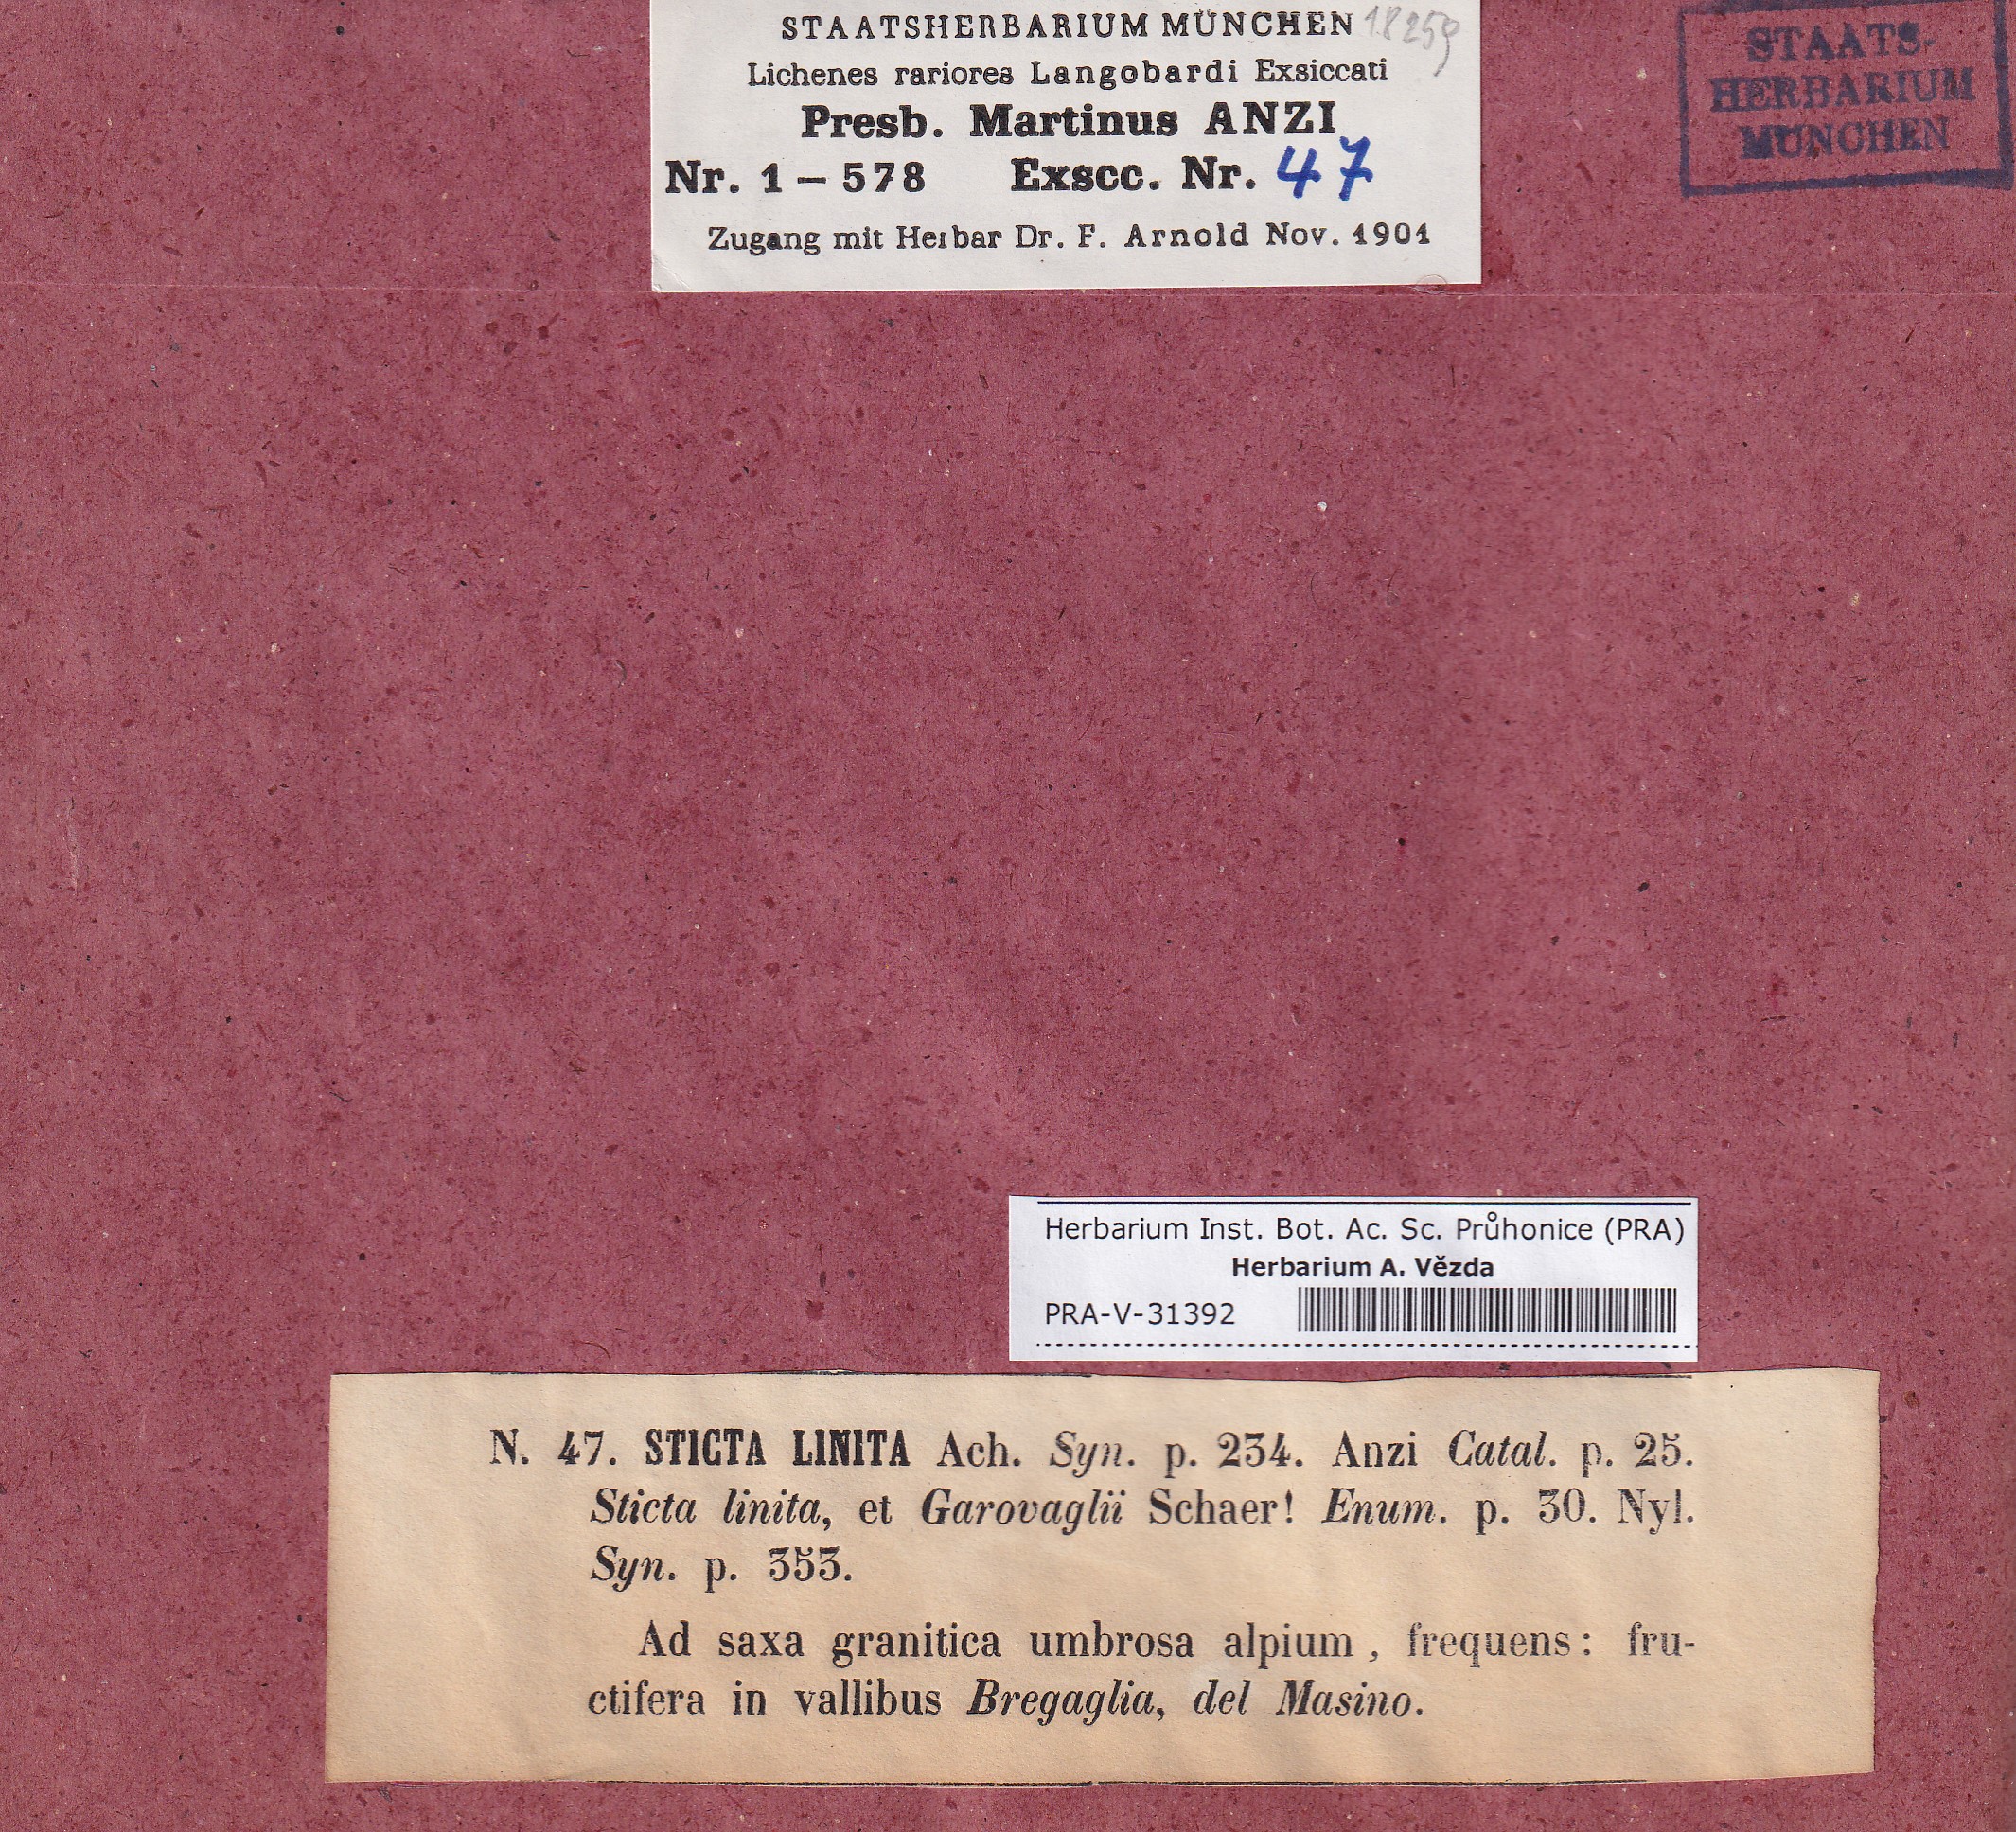 STAATSHERBARIUM MÜNCHEN 18259
Lichenes rariores Langobardi Exsiccati
Presb. Martinus ANZI
Nr. 1 – 578 Exscc. Nr. 47
Zugang mit Herbar Dr. F. Arnold Nov. 1901
STAATS-
HERBARIUM
MÜNCHEN
Herbarium Inst. Bot. Ac. Sc. Průhonice (PRA)
Herbarium A. Vězda
PRA-V-31392
N. 47. STICTA LINITA Ach. Syn. p. 234. Anzi Catal. p. 25.
Sticta linita, et Garovaglii Schaer! Enum. p. 30. Nyl.
Syn. p. 353.
Ad saxa granitica umbrosa alpium, frequens: fru-
ctifera in vallibus Bregaglia, del Masino.